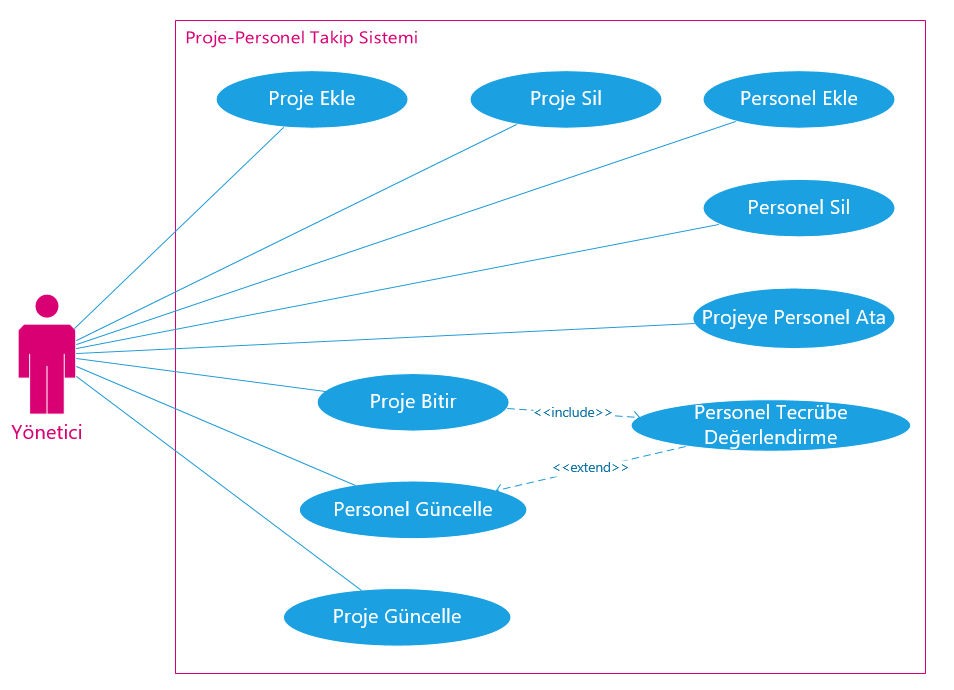 Proje-Personel Takip Sistemi
Proje Ekle
Proje Sil
Personel Ekle
Personel Sil
Projeye Personel Ata
Proje Bitir
<<include>>
Personel Tecrübe
Değerlendirme
Yönetici
<<extend>>
Personel Güncelle
Proje Güncelle